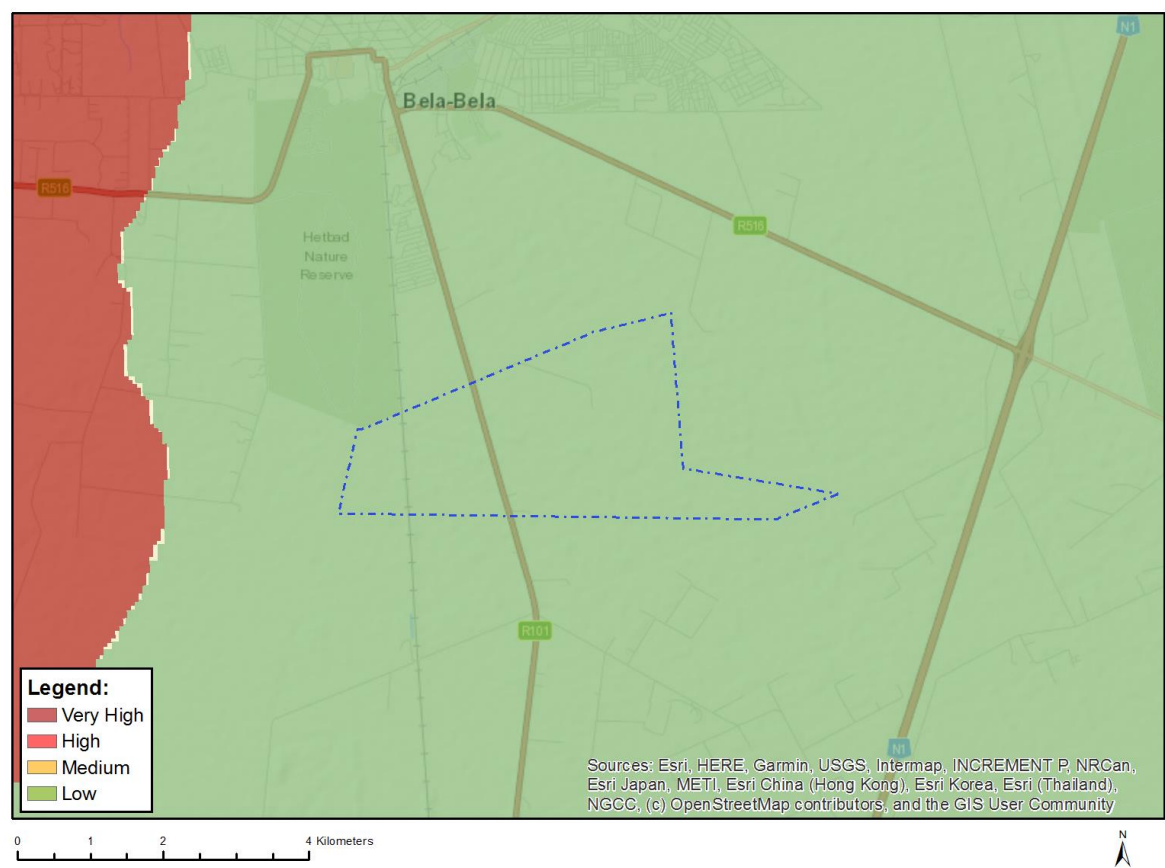 N1
Bela-Bela
R516
R516
Hetbad
Nature
Reserve
R101
Legend:
Very High
High
Medium
Low
N1
Sources: Esri, HERE, Garmin, USGS, Intermap, INCREMENT P, NRCan,
Esri Japan, METI, Esri China (Hong Kong), Esri Korea, Esri (Thailand),
NGCC, (c) OpenStreetMap contributors, and the GIS User Community
0 1 2 4 Kilometers
N